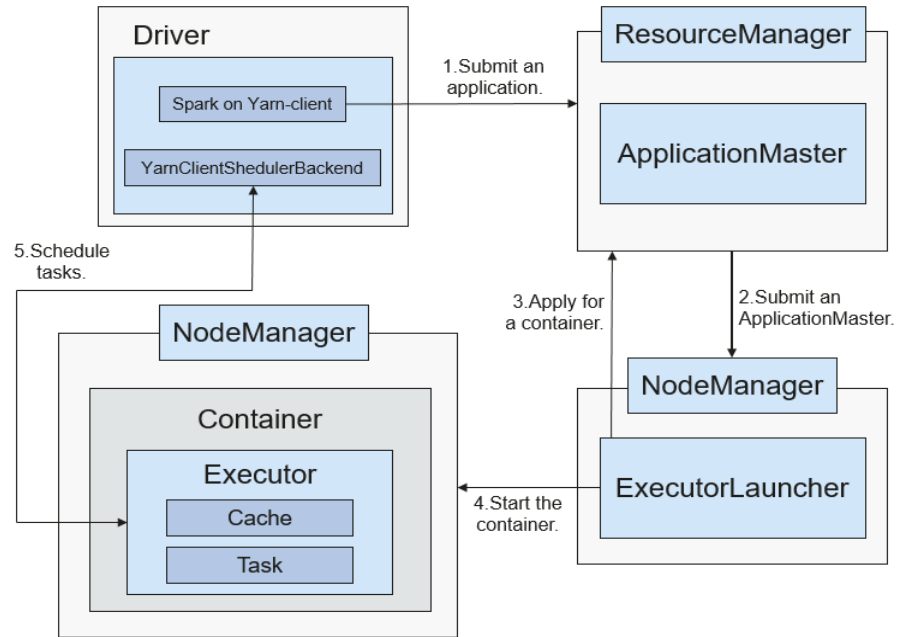 Driver
Spark on Yarn-client
YarnClientShedulerBackend
1.Submit an
application.
ResourceManager
ApplicationMaster
5.Schedule
tasks.
3.Apply for
a container.
2.Submit an
ApplicationMaster.
NodeManager
Container
Executor
Cache
Task
4.Start the
container.
NodeManager
ExecutorLauncher